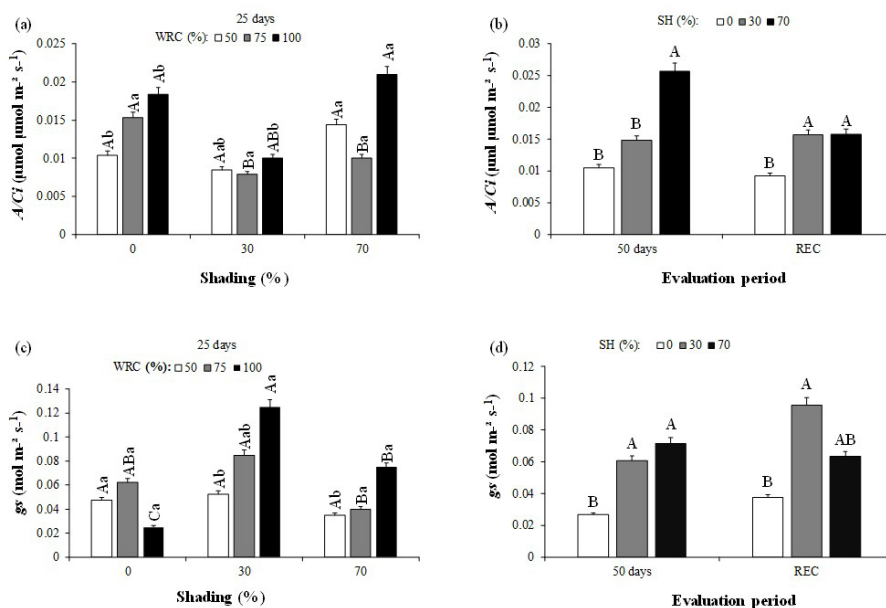 (a)
25 days
WRC (%): 50 75 100
A/Ci (µmol µmol m-² s-¹)
0.025
0.02
0.015
0.01
0.005
0
Ab Aa Ab
Aab Ba ABb
Aa Ba Aa
0 30 70
Shading (%)
(b)
SH (%): 0 30 70
A/Ci (µml µmol m-² s-¹)
0.03
0.025
0.02
0.015
0.01
0.005
0
B B A
B A A
50 days REC
Evaluation period
(c)
25 days
WRC (%): 50 75 100
gs (mol m-² s-¹)
0.16
0.14
0.12
0.1
0.08
0.06
0.04
0.02
0
Aa ABa Ca
Ab Aab Aa
Ab Ba Ba
0 30 70
Shading (%)
(d)
SH (%): 0 30 70
gs (mol m-² s-¹)
0.12
0.1
0.08
0.06
0.04
0.02
0
B A A
B A AB
50 days REC
Evaluation period